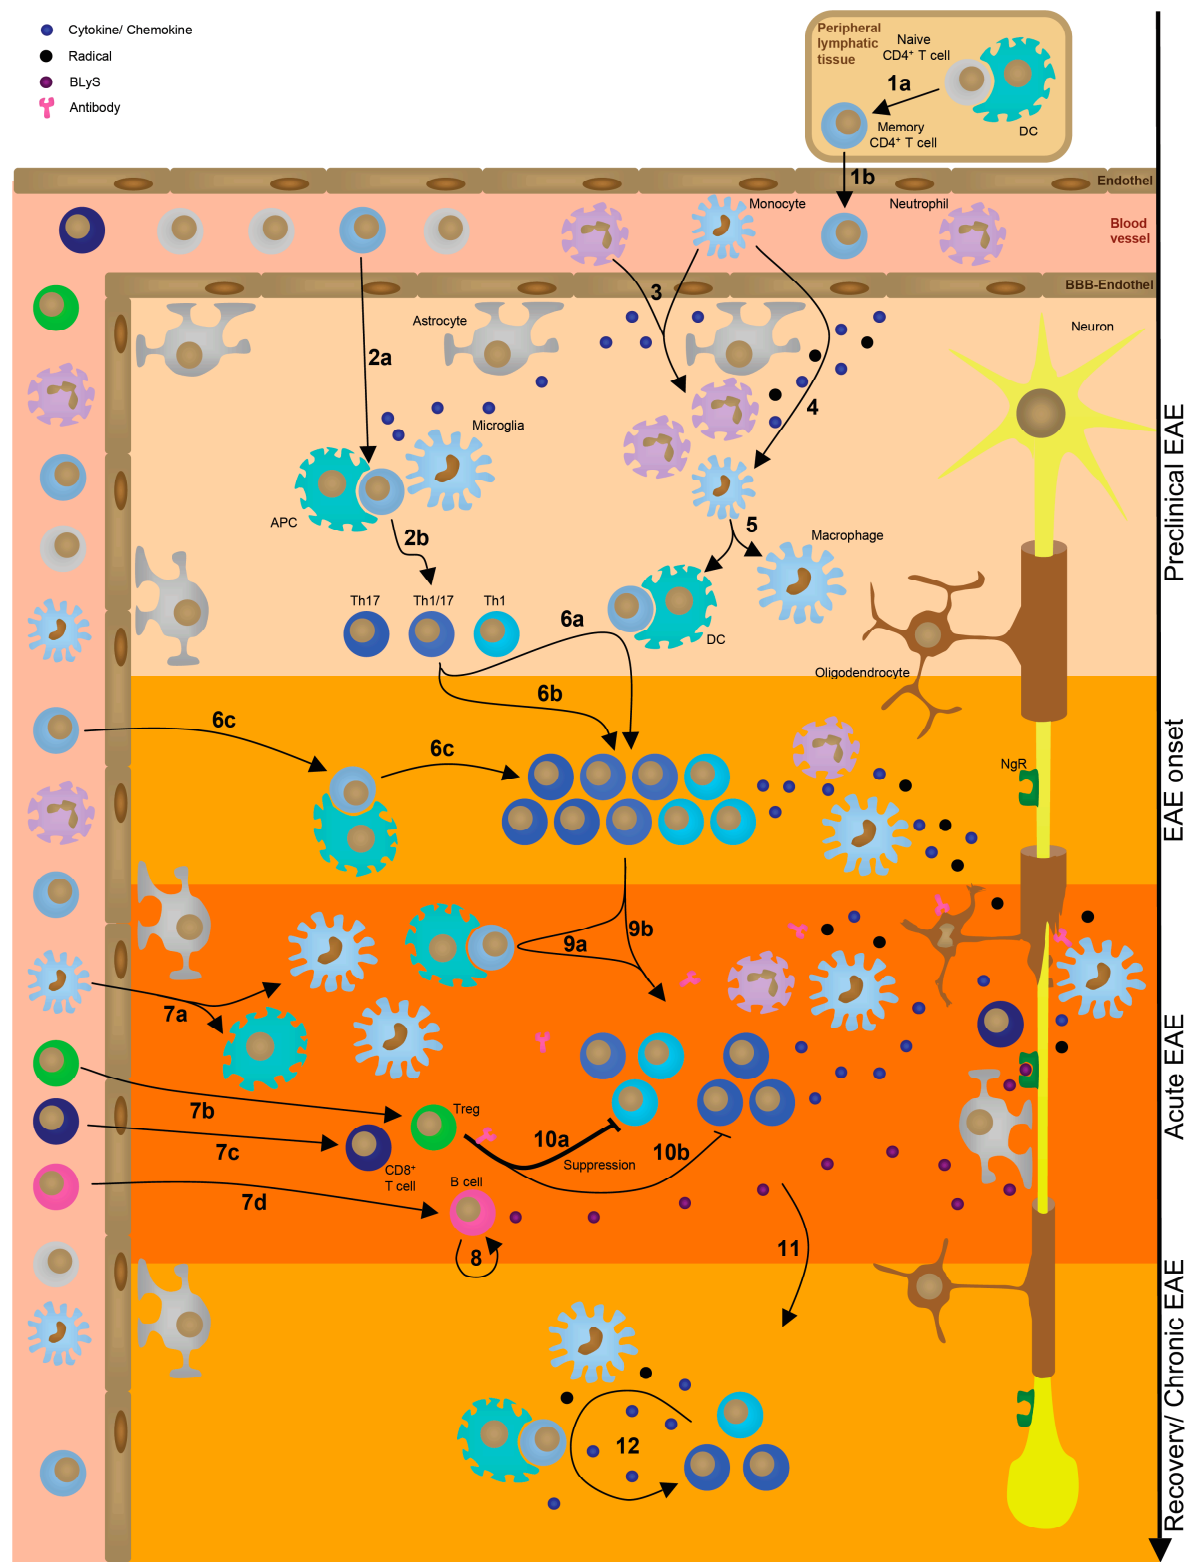 Cytokine/ Chemokine
Radical
BLyS
Antibody
Peripheral
lymphatic
tissue
Naive
CD4⁺ T cell
1a
DC
Memory
CD4⁺ T cell
1b
Endothel
Monocyte
Neutrophil
Blood
vessel
BBB-Endothel
3
Astrocyte
2a
Neuron
4
Microglia
APC
2b
5
Macrophage
Th17
Th1/17
Th1
6a
DC
Oligodendrocyte
6b
Preclinical EAE
6c
6c
NgR
EAE onset
9a
9b
7a
7b
Treg
7c
CD8⁺
T cell
10a
Suppression
10b
B cell
7d
8
11
Acute EAE
12
Recovery/ Chronic EAE